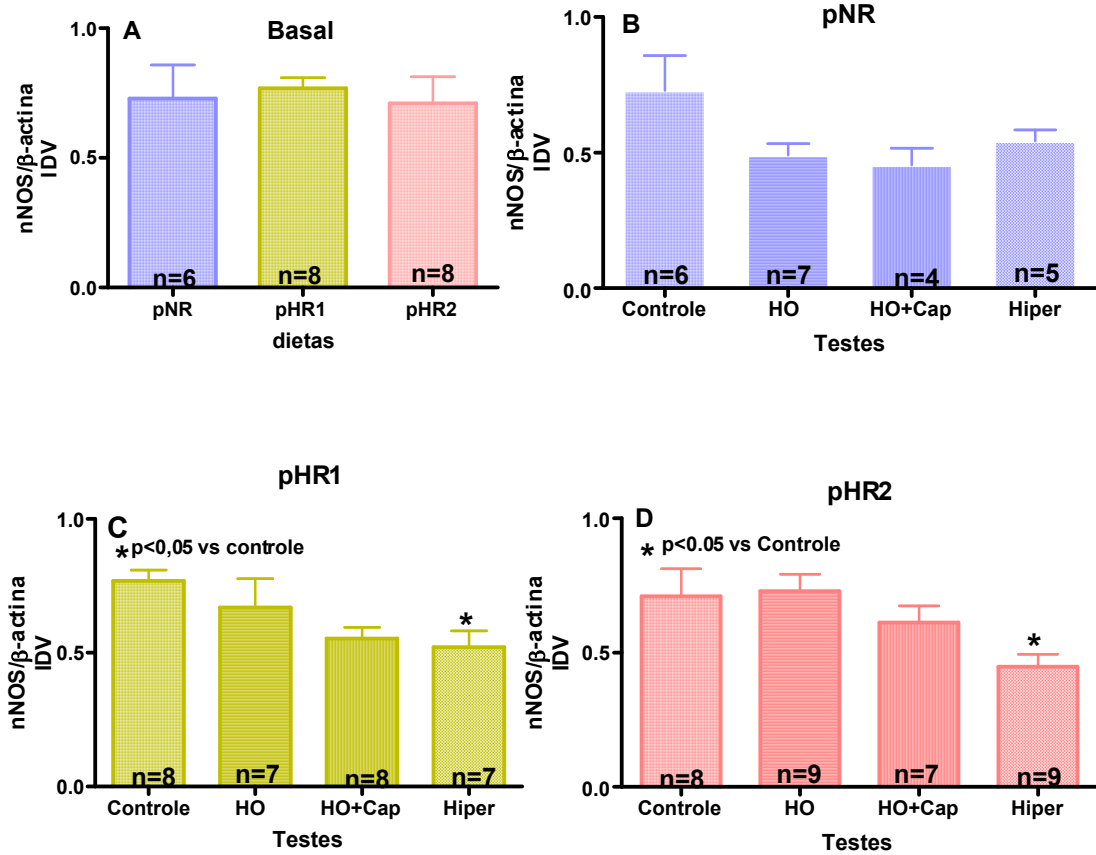 A
Basal
nNOS/β-actina
IDV
1.0
0.5
0.0
n=6
n=8
n=8
pNR
pHR1
pHR2
dietas
pNR
B
nNOS/β-actina
IDV
1.0
0.5
0.0
n=6
n=7
n=4
n=5
Controle
HO
HO+Cap
Hiper
Testes
pHR1
C
* p<0,05 vs controle
nNOS/β-actina
IDV
1.0
0.5
0.0
*
n=8
n=7
n=8
n=7
Controle
HO
HO+Cap
Hiper
Testes
pHR2
D
* p<0.05 vs Controle
nNOS/β-actina
IDV
1.0
0.5
0.0
*
n=8
n=9
n=7
n=9
Controle
HO
HO+Cap
Hiper
Testes